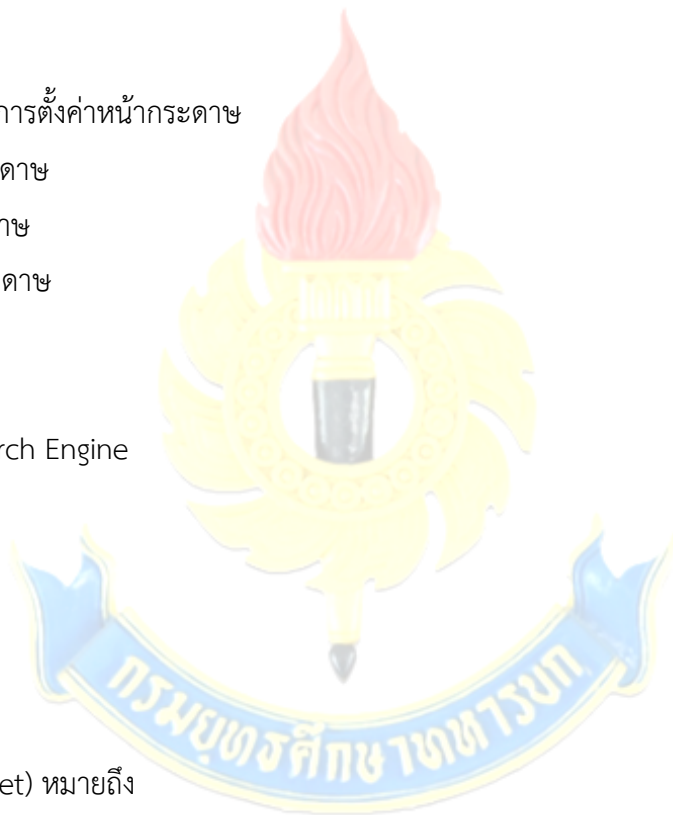 การตั้งค่าหน้ากระดาษ
ดาษ
าษ
ดาษ
rch Engine
กรมยุทธศึกษาทหารบก
et) หมายถึง